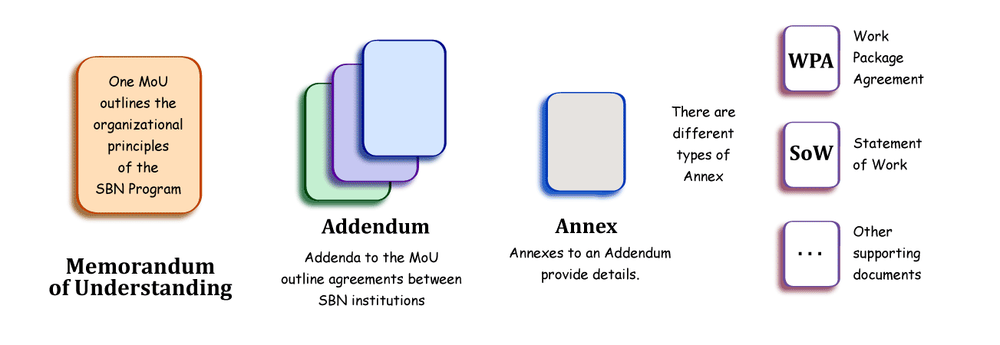 One MoU
outlines the
organizational
principles
of the
SBN Program
Memorandum
of Understanding
Addendum
Addenda to the MoU
outline agreements between
SBN institutions
Annex
Annexes to an Addendum
provide details.
There are
different
types of
Annex
WPA
Work
Package
Agreement
SoW
Statement
of Work
...
Other
supporting
documents